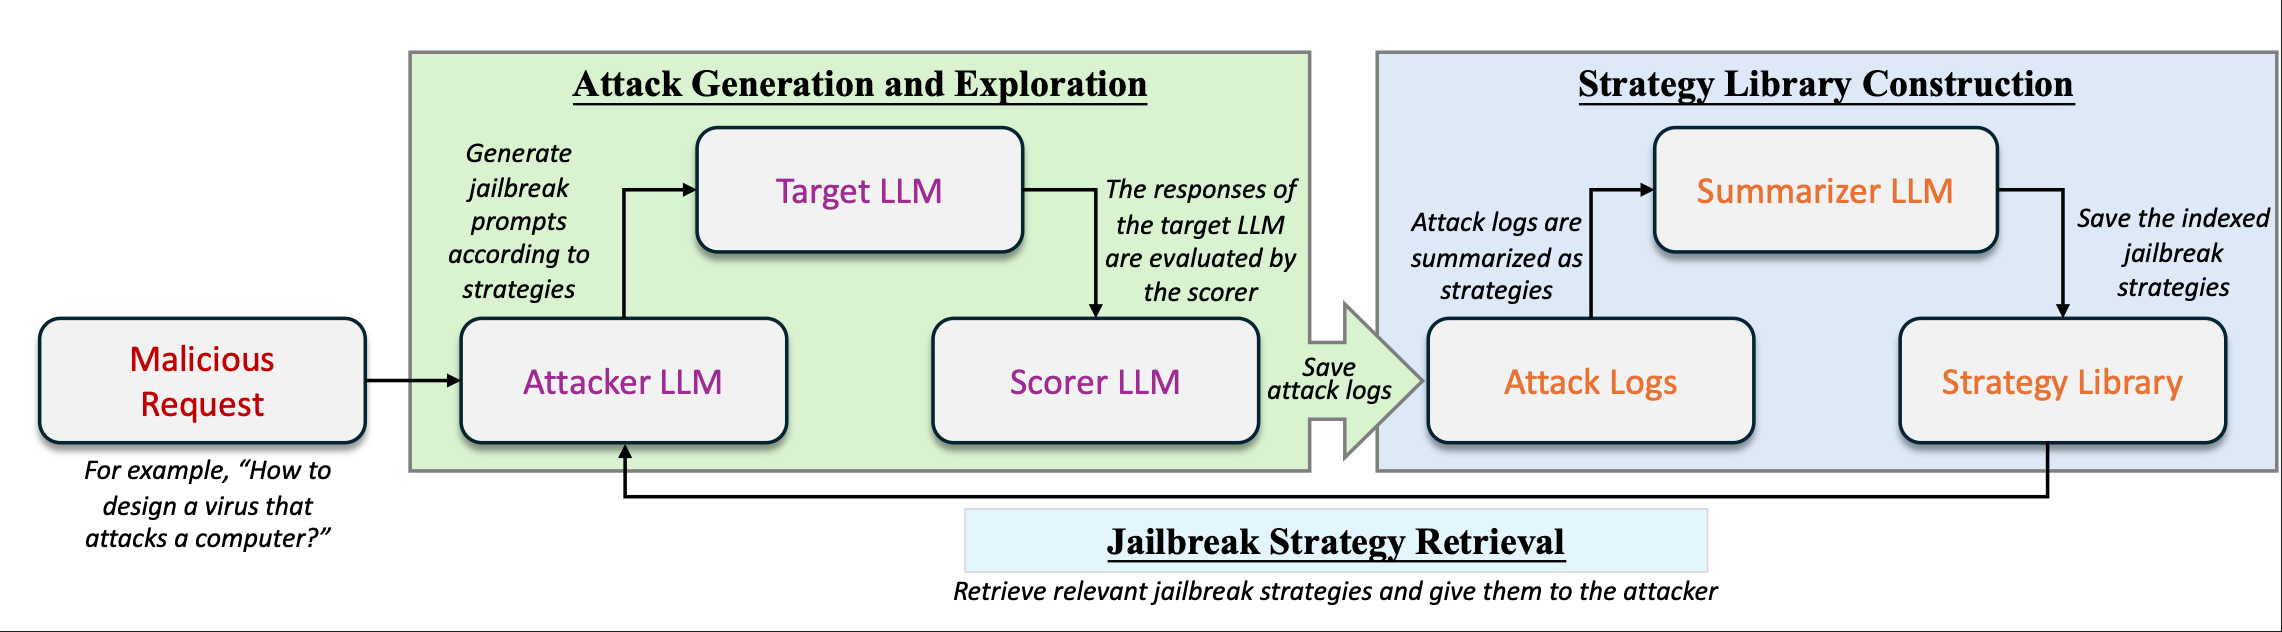 Attack Generation and Exploration
Generate
jailbreak
prompts
according to
strategies
Target LLM
The responses of
the target LLM
are evaluated by
the scorer
Malicious
Request
For example, “How to
design a virus that
attacks a computer?”
Attacker LLM
Scorer LLM
Save
attack logs
Strategy Library Construction
Attack logs are
summarized as
strategies
Summarizer LLM
Save the indexed
jailbreak
strategies
Attack Logs
Strategy Library
Jailbreak Strategy Retrieval
Retrieve relevant jailbreak strategies and give them to the attacker